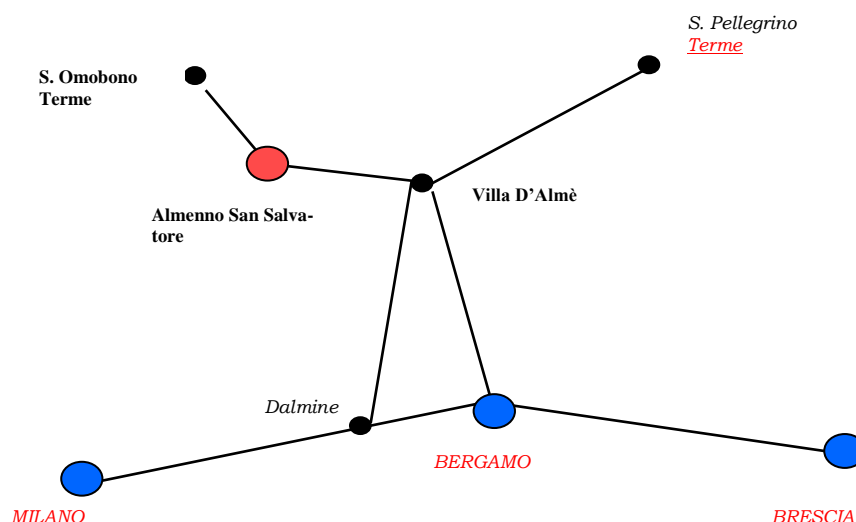 S. Pellegrino
Terme
S. Omobono
Terme
Villa D'Almè
Almenno San Salva-
tore
Dalmine
BERGAMO
MILANO
BRESCIA